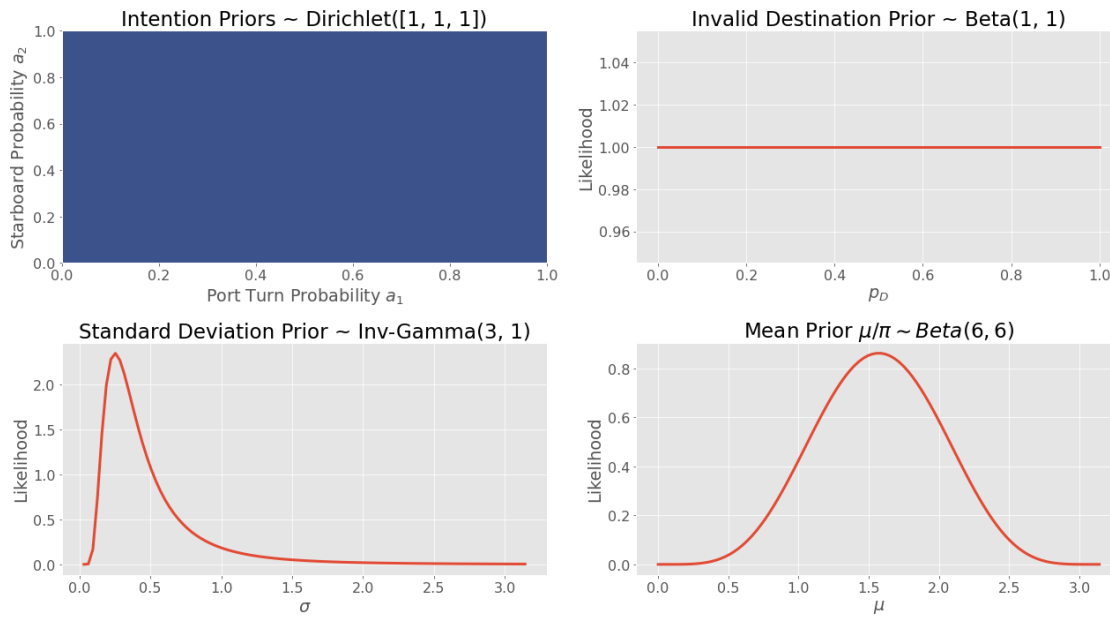 Intention Priors ~ Dirichlet([1, 1, 1])
Starboard Probability a₂
1.0
0.8
0.6
0.4
0.2
0.0
0.0 0.2 0.4 0.6 0.8 1.0
Port Turn Probability a₁
Invalid Destination Prior ~ Beta(1, 1)
Likelihood
1.04
1.02
1.00
0.98
0.96
0.0 0.2 0.4 0.6 0.8 1.0
p_D
Standard Deviation Prior ~ Inv-Gamma(3, 1)
Likelihood
2.0
1.5
1.0
0.5
0.0
0.0 0.5 1.0 1.5 2.0 2.5 3.0
σ
Mean Prior μ/π ~ Beta(6, 6)
Likelihood
0.8
0.6
0.4
0.2
0.0
0.0 0.5 1.0 1.5 2.0 2.5 3.0
μ